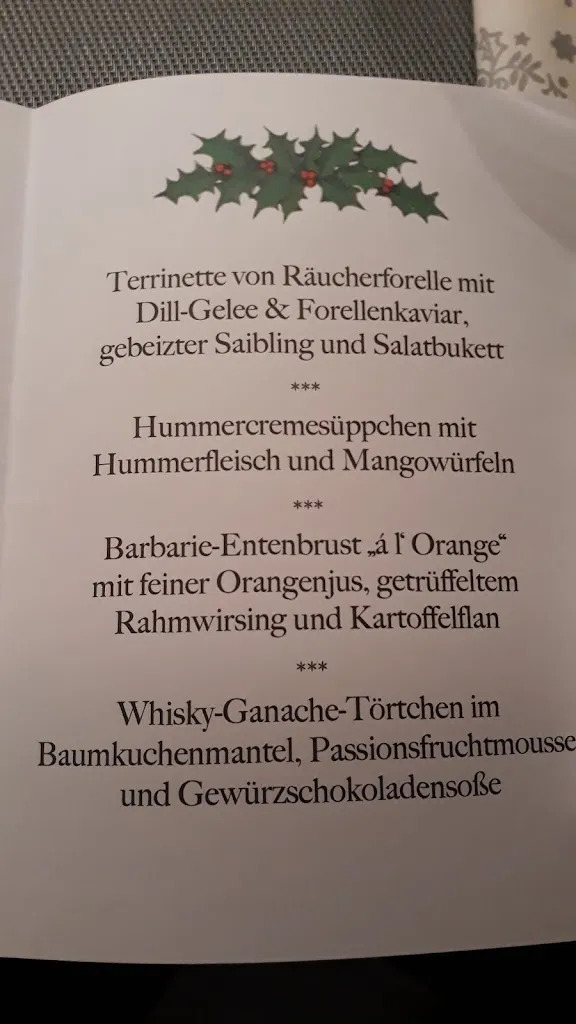 Terrinette von Räucherforelle mit
Dill-Gelee & Forellenkaviar,
gebeizter Saibling und Salatbukett
***
Hummercremesüppchen mit
Hummerfleisch und Mangowürfeln
***
Barbarie-Entenbrust „á l' Orange“
mit feiner Orangenjus, getrüffeltem
Rahmwirsing und Kartoffelflan
***
Whisky-Ganache-Törtchen im
Baumkuchenmantel, Passionsfruchtmousse
und Gewürzschokoladensoße